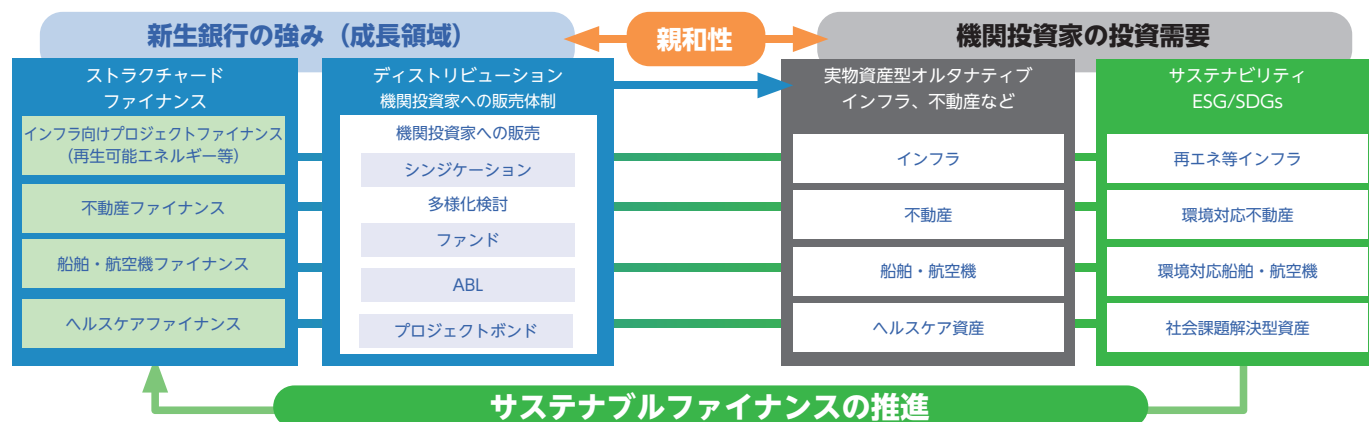 新生銀行の強み（成長領域）
親和性
機関投資家の投資需要
ストラクチャード
ファイナンス
インフラ向けプロジェクトファイナンス
(再生可能エネルギー等)
不動産ファイナンス
船舶・航空機ファイナンス
ヘルスケアファイナンス
ディストリビューション
機関投資家への販売体制
機関投資家への販売
シンジケーション
多様化検討
ファンド
ABL
プロジェクトボンド
実物資産型オルタナティブ
インフラ、不動産など
インフラ
不動産
船舶・航空機
ヘルスケア資産
サステナビリティ
ESG/SDGs
再エネ等インフラ
環境対応不動産
環境対応船舶・航空機
社会課題解決型資産
サステナブルファイナンスの推進